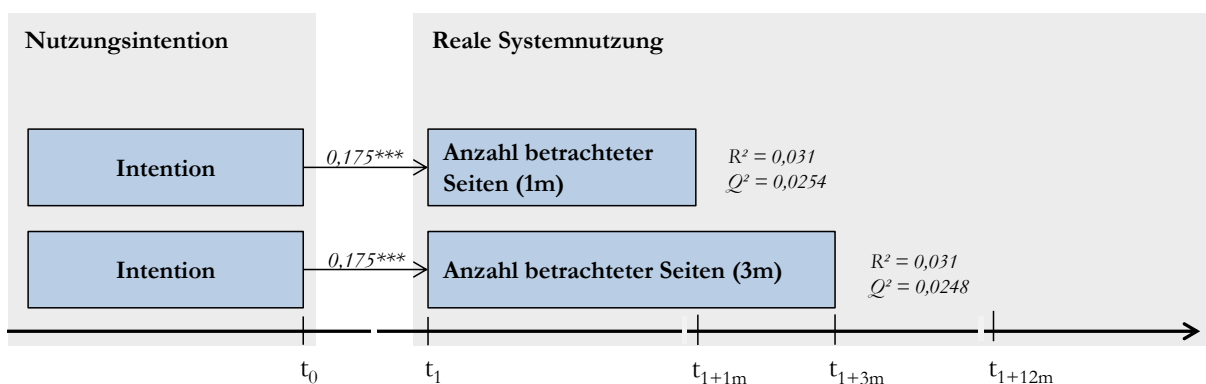 Nutzungsintention
Reale Systemnutzung
Intention
0,175***
Anzahl betrachteter
Seiten (1m)
R² = 0,031
Q² = 0,0254
Intention
0,175***
Anzahl betrachteter Seiten (3m)
R² = 0,031
Q² = 0,0248
t0
t1
t1+1m
t1+3m
t1+12m